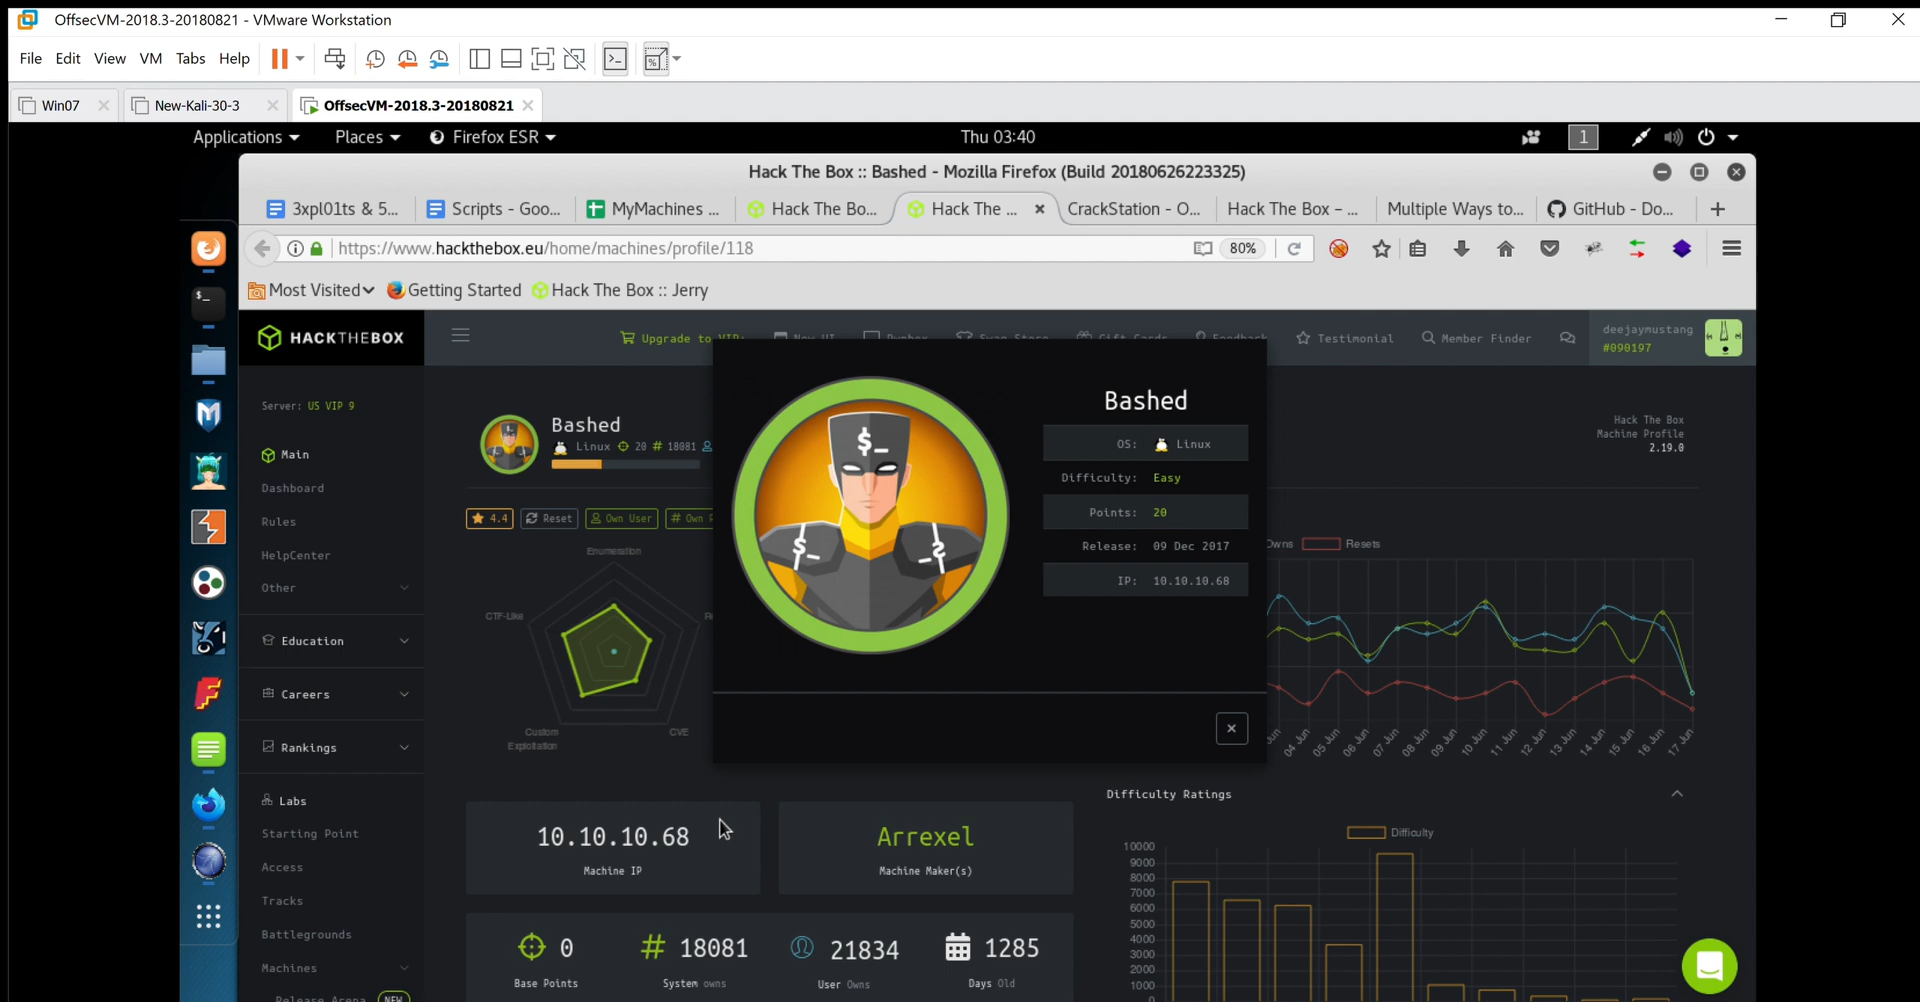 OffsecVM-2018.3-20180821 - VMware Workstation
File Edit View VM Tabs Help
Win07 New-Kali-30-3 OffsecVM-2018.3-20180821
Applications Places Firefox ESR Thu 03:40 1
Hack The Box :: Bashed - Mozilla Firefox (Build 20180626223325)
3xpl01ts & 5... Scripts - Goo... MyMachines ... Hack The Bo... Hack The ... CrackStation - O... Hack The Box – ... Multiple Ways to... GitHub - Do...
https://www.hackthebox.eu/home/machines/profile/118 80%
Most Visited Getting Started Hack The Box :: Jerry
HACKTHEBOX
Upgrade to VIP
Testimonial
Member Finder
deejaymustang
#090197
Server: US VIP 9
Main
Dashboard
Rules
HelpCenter
Other
Education
Careers
Rankings
Labs
Starting Point
Access
Tracks
Battlegrounds
Machines
Release Arena NEW
Bashed
Linux 20 # 18081
4.4 Reset Own User # Own
Enumeration
CTF-Like
Custom
Exploitation
CVE
$_
$_
Bashed
OS: Linux
Difficulty: Easy
Points: 20
Release: 09 Dec 2017
IP: 10.10.10.68
Hack The Box
Machine Profile
2.19.0
Owns Resets
04 Jun 05 Jun 06 Jun 07 Jun 08 Jun 09 Jun 10 Jun 11 Jun 12 Jun 13 Jun 14 Jun 15 Jun 16 Jun 17 Jun
10.10.10.68
Machine IP
Arrexel
Machine Maker(s)
0
Base Points
18081
System owns
21834
User Owns
1285
Days Old
Difficulty Ratings
Difficulty
10000
9000
8000
7000
6000
5000
4000
3000
2000
1000
0